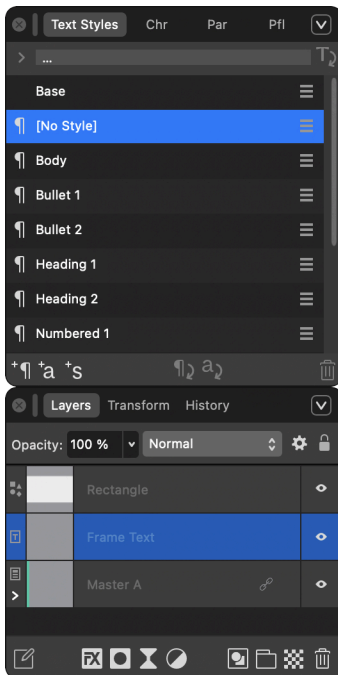 Text Styles Chr Par Pfl
> ...
Base
¶ [No Style]
¶ Body
¶ Bullet 1
¶ Bullet 2
¶ Heading 1
¶ Heading 2
¶ Numbered 1
+¶ +a +s ¶ a
Layers Transform History
Opacity: 100 % Normal
Rectangle
T Frame Text
Master A
FX